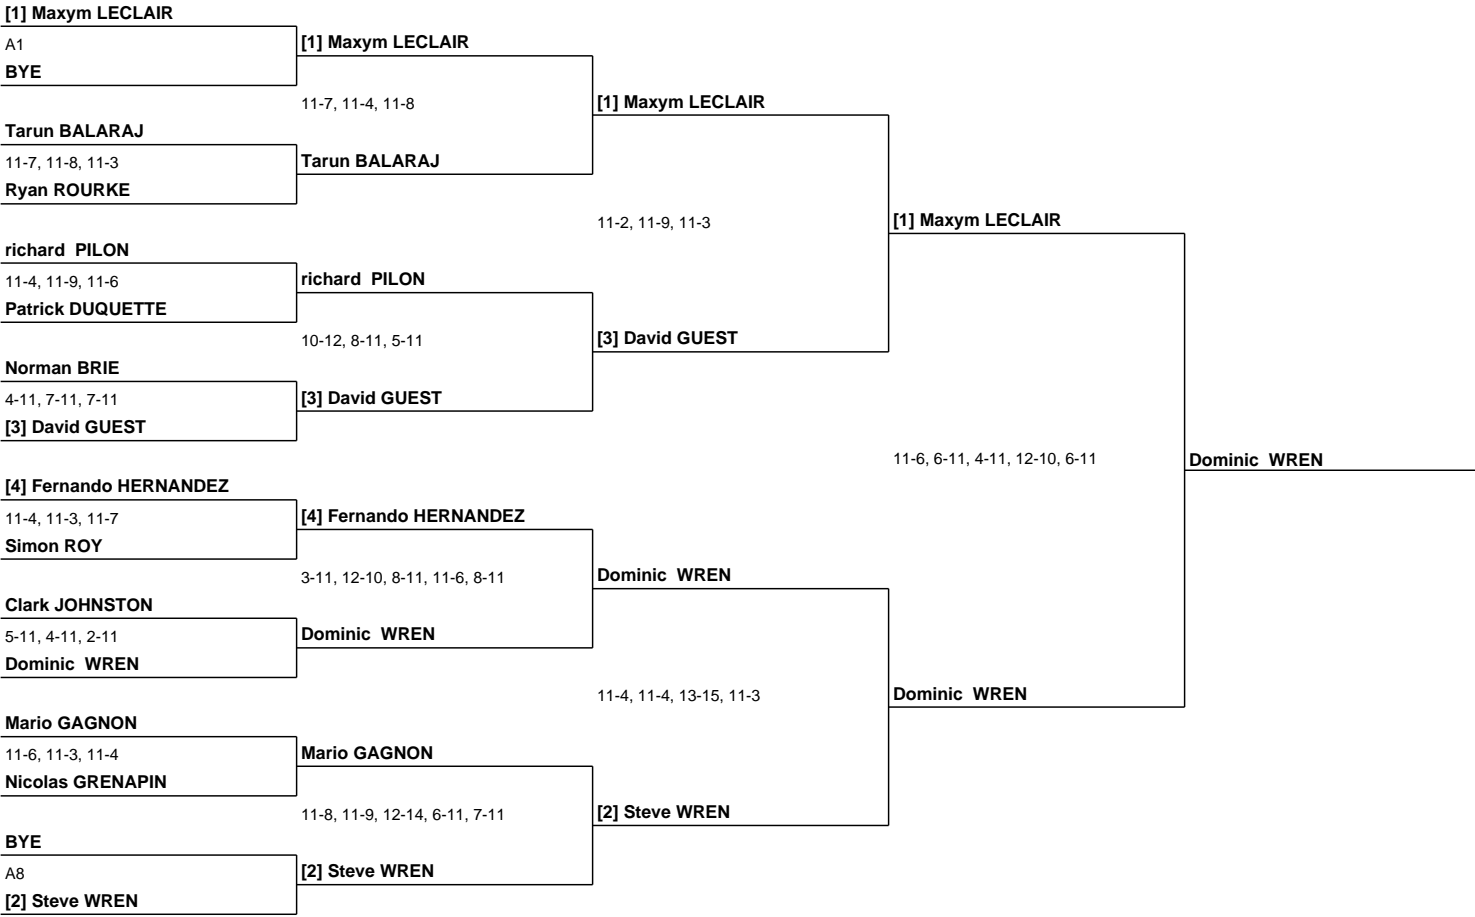 [1] Maxym LECLAIR
A1
BYE
Tarun BALARAJ
11-7, 11-8, 11-3
Ryan ROURKE
richard  PILON
11-4, 11-9, 11-6
Patrick DUQUETTE
Norman BRIE
4-11, 7-11, 7-11
[3] David GUEST
[4] Fernando HERNANDEZ
11-4, 11-3, 11-7
Simon ROY
Clark JOHNSTON
5-11, 4-11, 2-11
Dominic  WREN
Mario GAGNON
11-6, 11-3, 11-4
Nicolas GRENAPIN
BYE
A8
[2] Steve WREN
[1] Maxym LECLAIR
11-7, 11-4, 11-8
Tarun BALARAJ
richard  PILON
10-12, 8-11, 5-11
[3] David GUEST
[4] Fernando HERNANDEZ
3-11, 12-10, 8-11, 11-6, 8-11
Dominic  WREN
Mario GAGNON
11-8, 11-9, 12-14, 6-11, 7-11
[2] Steve WREN
[1] Maxym LECLAIR
11-2, 11-9, 11-3
[3] David GUEST
Dominic  WREN
11-4, 11-4, 13-15, 11-3
[2] Steve WREN
[1] Maxym LECLAIR
11-6, 6-11, 4-11, 12-10, 6-11
Dominic  WREN
Dominic  WREN